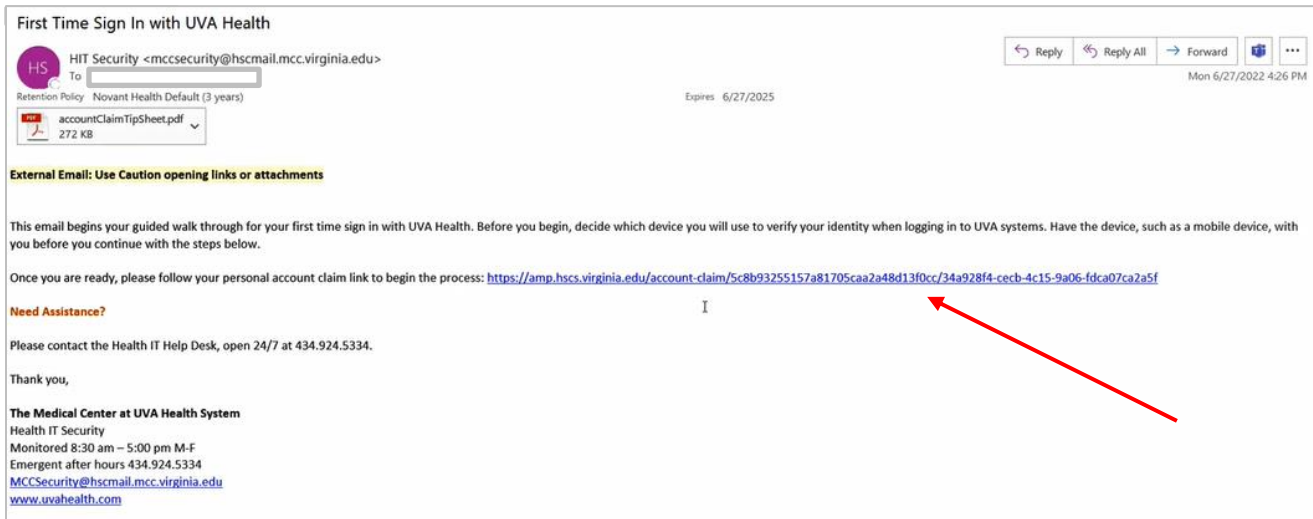 First Time Sign In with UVA Health
HS
HIT Security <mccsecurity@hscmail.mcc.virginia.edu>
To
Reply
Reply All
Forward
Mon 6/27/2022 4:26 PM
Retention Policy Novant Health Default (3 years)
Expires 6/27/2025
PDF
accountClaimTipSheet.pdf
272 KB
External Email: Use Caution opening links or attachments
This email begins your guided walk through for your first time sign in with UVA Health. Before you begin, decide which device you will use to verify your identity when logging in to UVA systems. Have the device, such as a mobile device, with
you before you continue with the steps below.
Once you are ready, please follow your personal account claim link to begin the process: https://amp.hscs.virginia.edu/account-claim/5c8b93255157a81705caa2a48d13f0cc/34a928f4-cecb-4c15-9a06-fdca07ca2a5f
Need Assistance?
Please contact the Health IT Help Desk, open 24/7 at 434.924.5334.
Thank you,
The Medical Center at UVA Health System
Health IT Security
Monitored 8:30 am – 5:00 pm M-F
Emergent after hours 434.924.5334
MCCSecurity@hscmail.mcc.virginia.edu
www.uvahealth.com